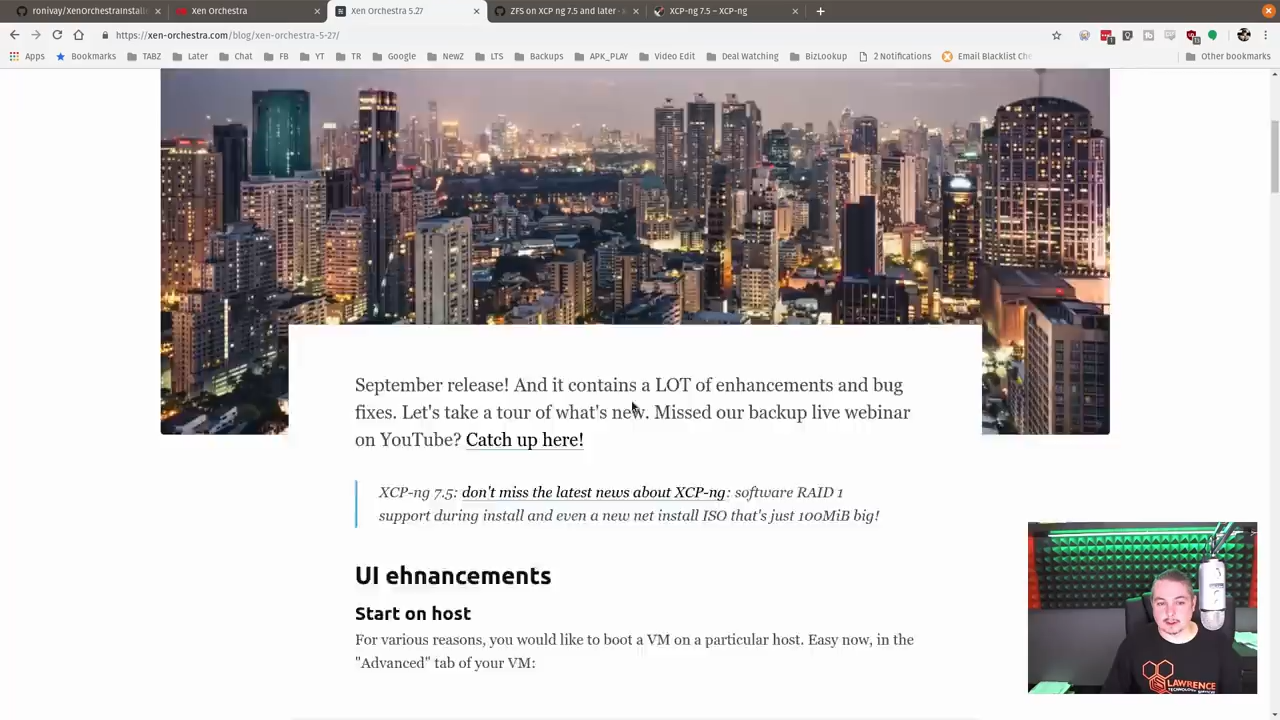 ronivay/xenOrchestraInstall
Xen Orchestra
Xen Orchestra 5.27
ZFS on XCP ng 7.5 and later
XCP-ng 7.5 – XCP-ng
https://xen-orchestra.com/blog/xen-orchestra-5-27/
Apps
Bookmarks
TABZ
Later
Chat
FB
YT
TR
Google
NewZ
LTS
Backups
APK_PLAY
Video Edit
Deal Watching
BizLookup
2 Notifications
Email Blacklist Che
Other bookmarks
September release! And it contains a LOT of enhancements and bug
fixes. Let's take a tour of what's new. Missed our backup live webinar
on YouTube? Catch up here!
XCP-ng 7.5: don't miss the latest news about XCP-ng: software RAID 1
support during install and even a new net install ISO that's just 100MiB big!
UI ehnancements
Start on host
For various reasons, you would like to boot a VM on a particular host. Easy now, in the
"Advanced" tab of your VM:
LAWRENCE